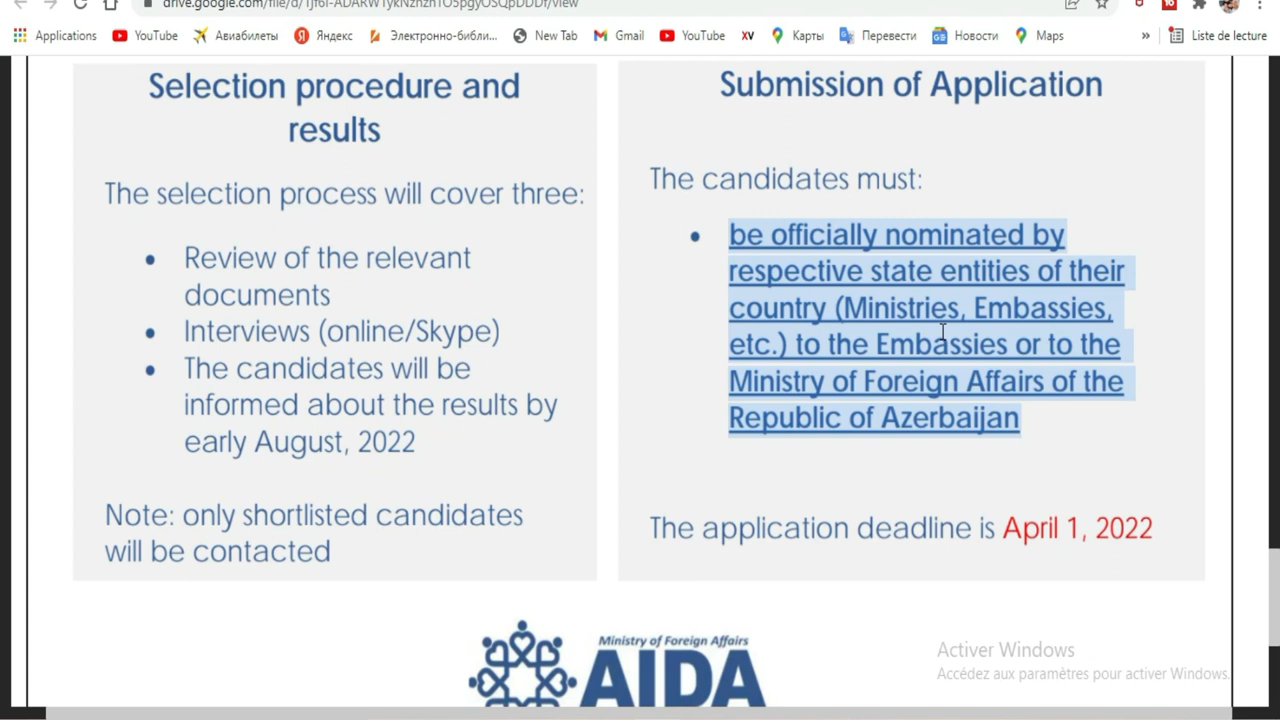 Applications YouTube Авиабилеты Яндекс Электронно-библи... New Tab Gmail YouTube XV Карты Перевести Новости Maps » Liste de lecture
Selection procedure and
results
The selection process will cover three:
• Review of the relevant
documents
• Interviews (online/Skype)
• The candidates will be
informed about the results by
early August, 2022
Note: only shortlisted candidates
will be contacted
Submission of Application
The candidates must:
• be officially nominated by
respective state entities of their
country (Ministries, Embassies,
etc.) to the Embassies or to the
Ministry of Foreign Affairs of the
Republic of Azerbaijan
The application deadline is April 1, 2022
Ministry of Foreign Affairs
AIDA
Activer Windows
Accédez aux paramètres pour activer Windows.